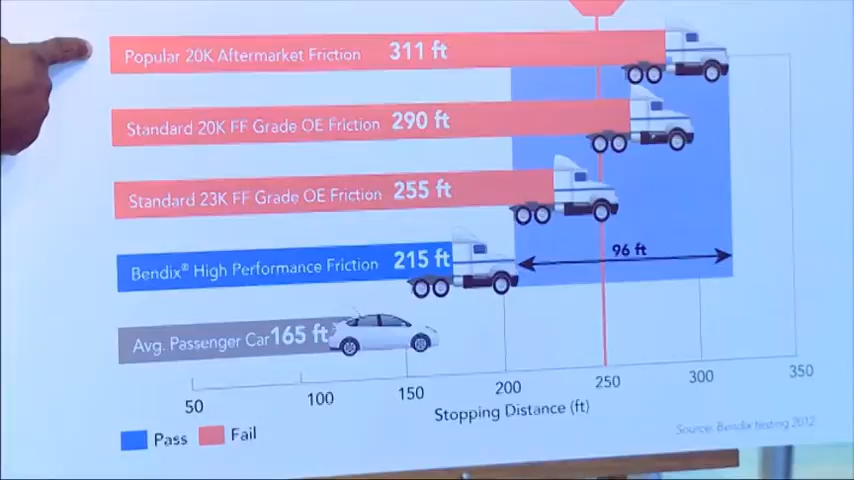 Popular 20K Aftermarket Friction 311 ft
Standard 20K FF Grade OE Friction 290 ft
Standard 23K FF Grade OE Friction 255 ft
Bendix® High Performance Friction 215 ft
96 ft
Avg. Passenger Car 165 ft
50 100 150 200 250 300 350
Stopping Distance (ft)
Pass Fail
Source: Bendix testing 2012